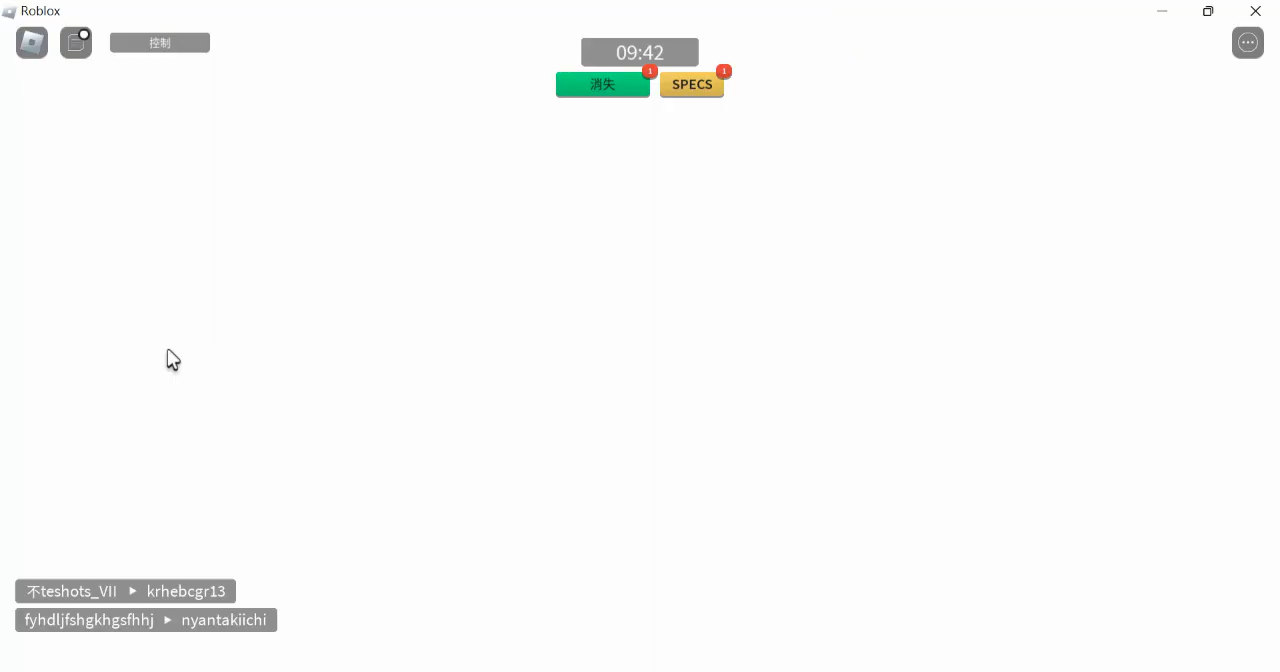 Roblox
控制
09:42
消失 1
SPECS 1
不teshots_VII ▸ krhebcgr13
fyhdljfshgkhgsfhhj ▸ nyantakiichi